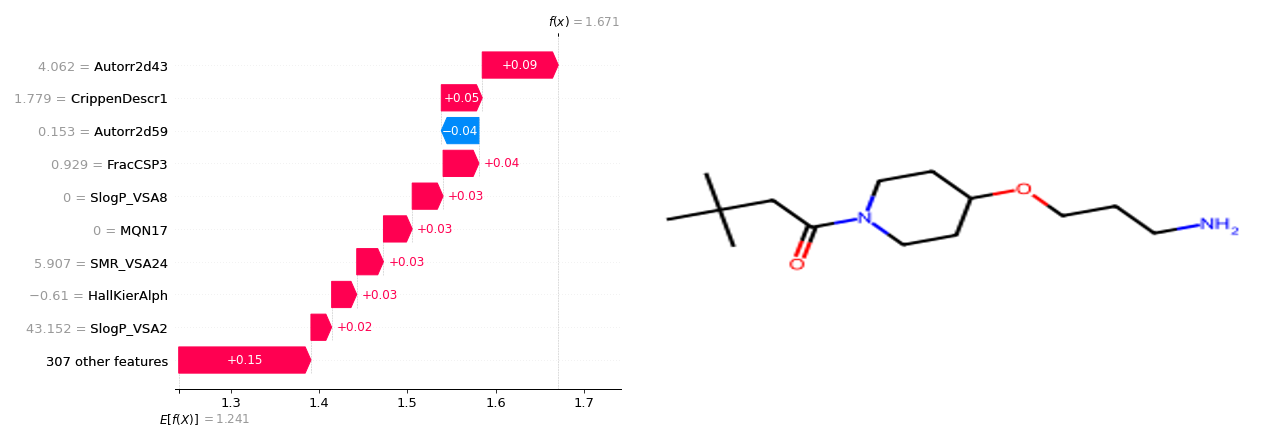 f(x) = 1.671
4.062 = Autorr2d43
+0.09
1.779 = CrippenDescr1
+0.05
0.153 = Autorr2d59
−0.04
0.929 = FracCSP3
+0.04
0 = SlogP_VSA8
+0.03
0 = MQN17
+0.03
5.907 = SMR_VSA24
+0.03
−0.61 = HallKierAlph
+0.03
43.152 = SlogP_VSA2
+0.02
307 other features
+0.15
1.3 1.4 1.5 1.6 1.7
E[f(X)] = 1.241
O
N
O
NH2